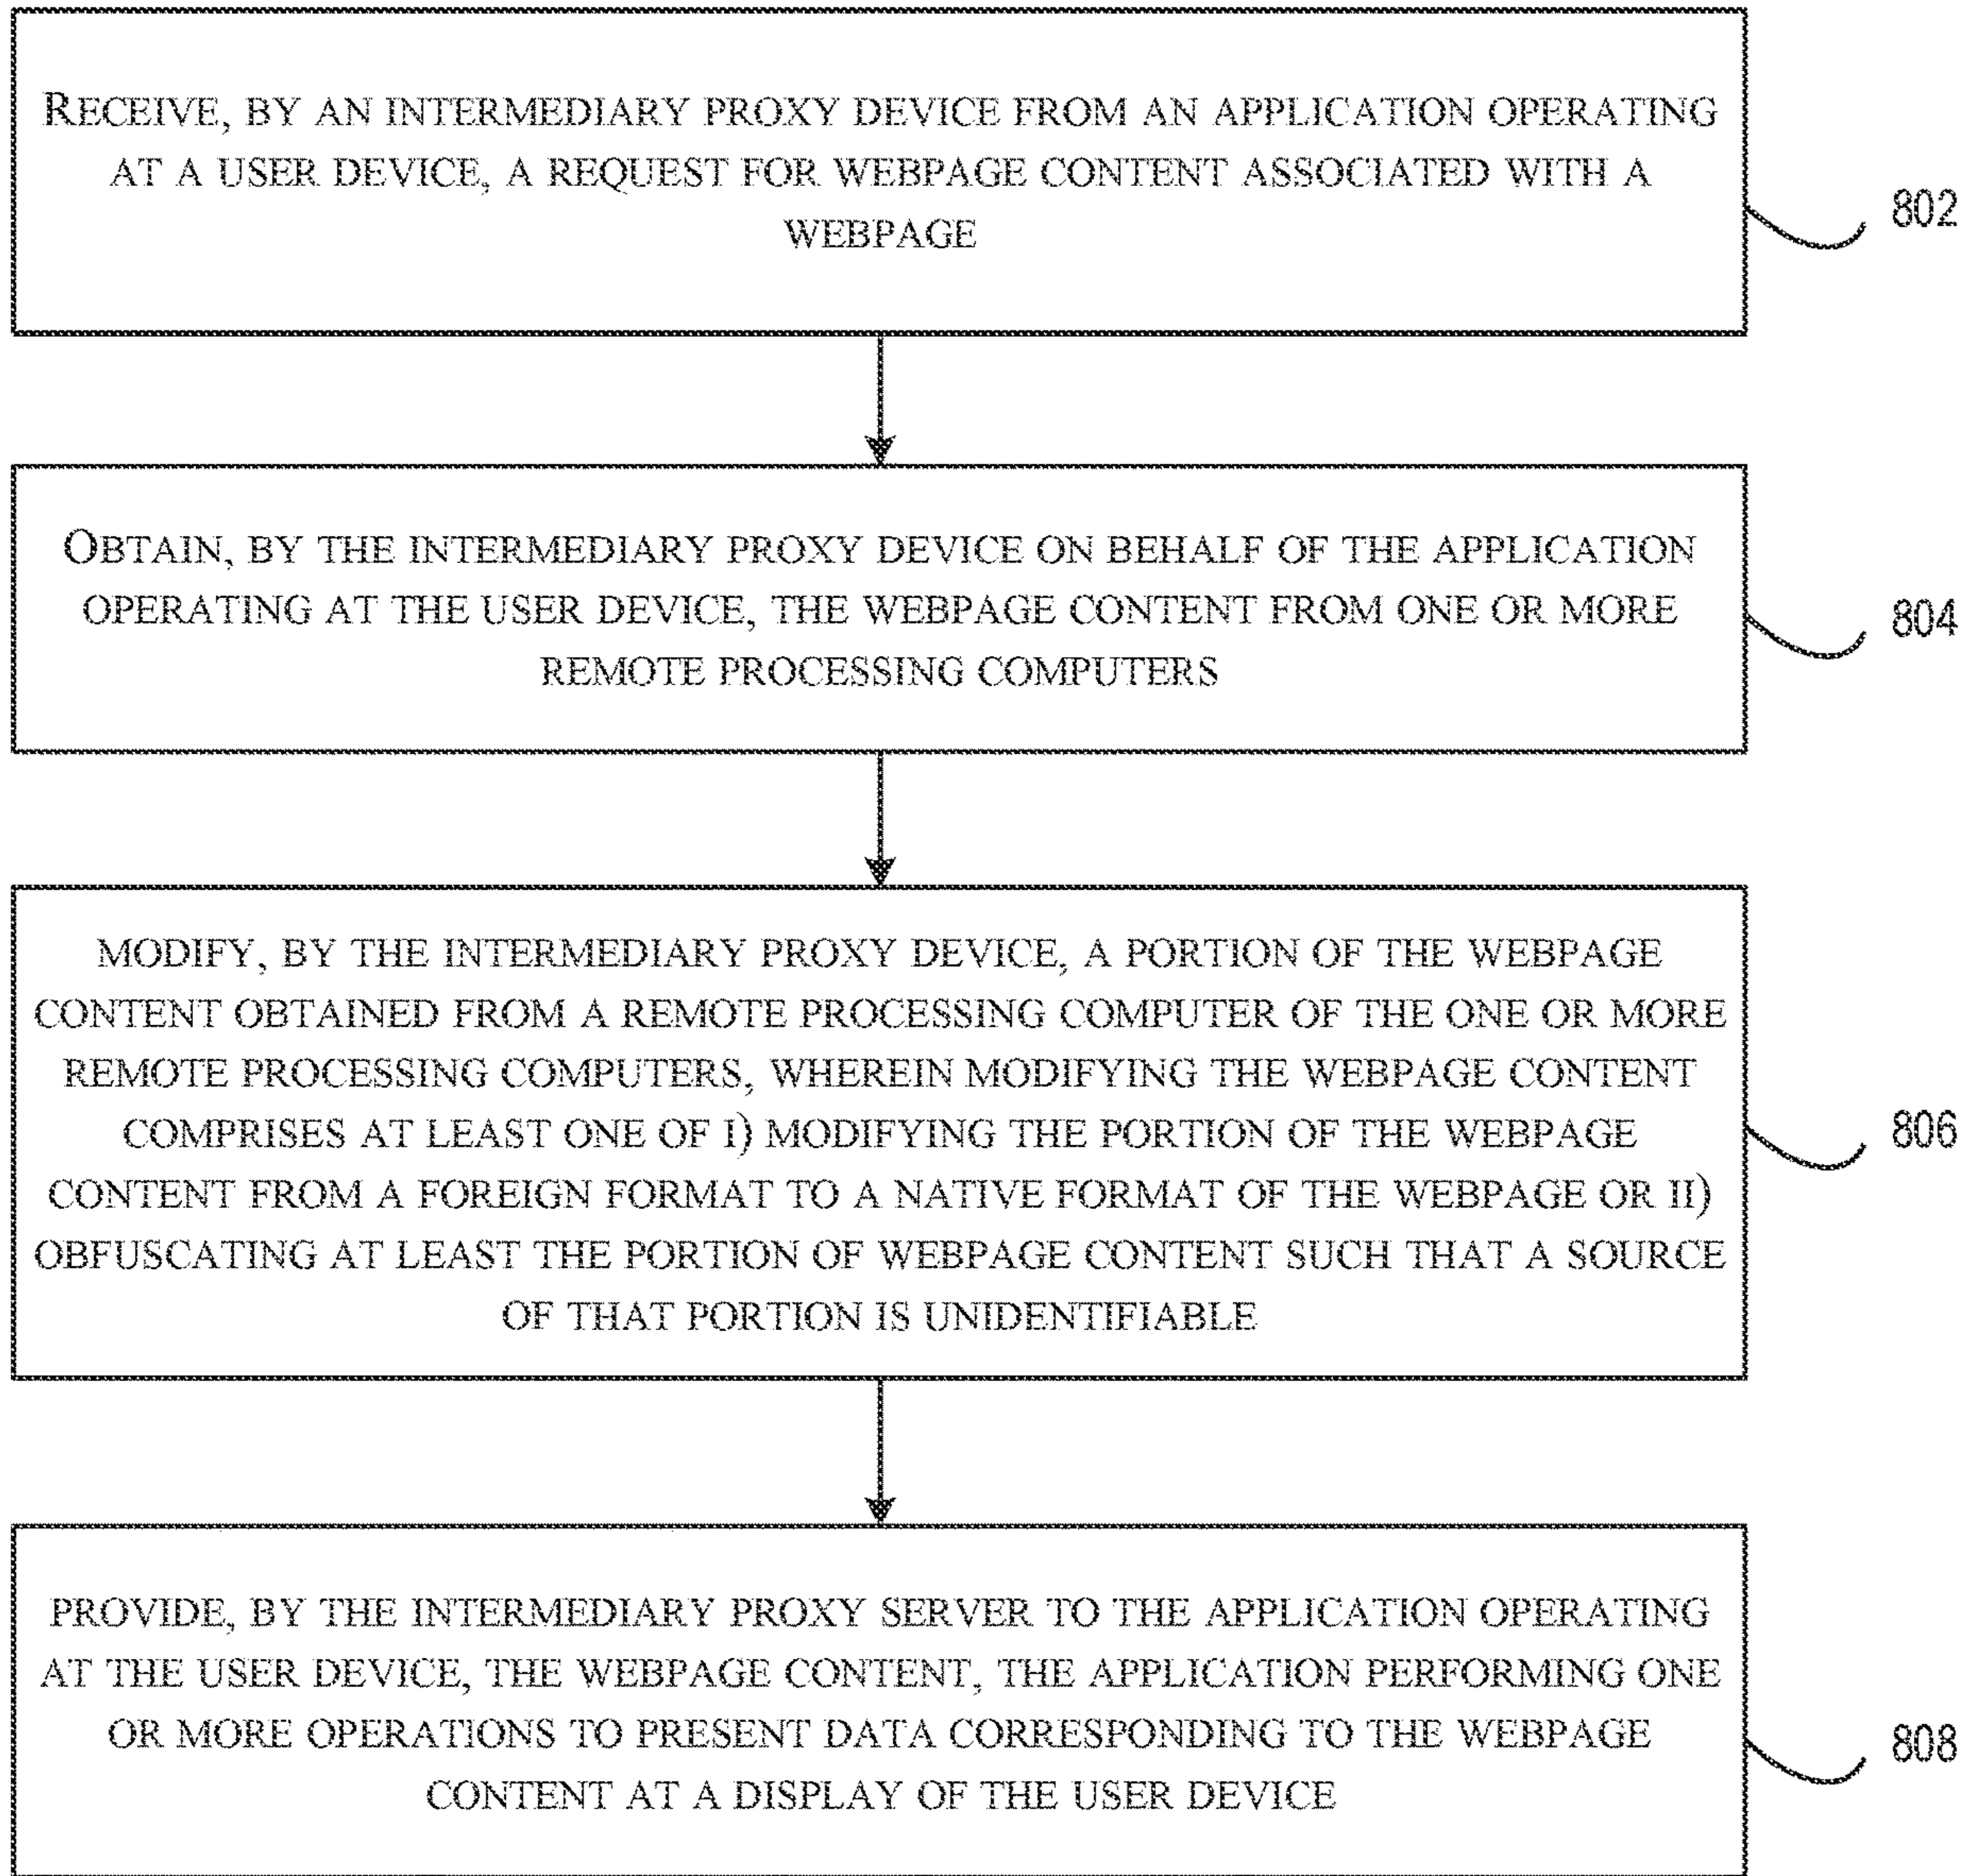 RECEIVE, BY AN INTERMEDIARY PROXY DEVICE FROM AN APPLICATION OPERATING
AT A USER DEVICE, A REQUEST FOR WEBPAGE CONTENT ASSOCIATED WITH A
WEBPAGE
802
OBTAIN, BY THE INTERMEDIARY PROXY DEVICE ON BEHALF OF THE APPLICATION
OPERATING AT THE USER DEVICE, THE WEBPAGE CONTENT FROM ONE OR MORE
REMOTE PROCESSING COMPUTERS
804
MODIFY, BY THE INTERMEDIARY PROXY DEVICE, A PORTION OF THE WEBPAGE
CONTENT OBTAINED FROM A REMOTE PROCESSING COMPUTER OF THE ONE OR MORE
REMOTE PROCESSING COMPUTERS, WHEREIN MODIFYING THE WEBPAGE CONTENT
COMPRISES AT LEAST ONE OF I) MODIFYING THE PORTION OF THE WEBPAGE
CONTENT FROM A FOREIGN FORMAT TO A NATIVE FORMAT OF THE WEBPAGE OR II)
OBFUSCATING AT LEAST THE PORTION OF WEBPAGE CONTENT SUCH THAT A SOURCE
OF THAT PORTION IS UNIDENTIFIABLE
806
PROVIDE, BY THE INTERMEDIARY PROXY SERVER TO THE APPLICATION OPERATING
AT THE USER DEVICE, THE WEBPAGE CONTENT, THE APPLICATION PERFORMING ONE
OR MORE OPERATIONS TO PRESENT DATA CORRESPONDING TO THE WEBPAGE
CONTENT AT A DISPLAY OF THE USER DEVICE
808